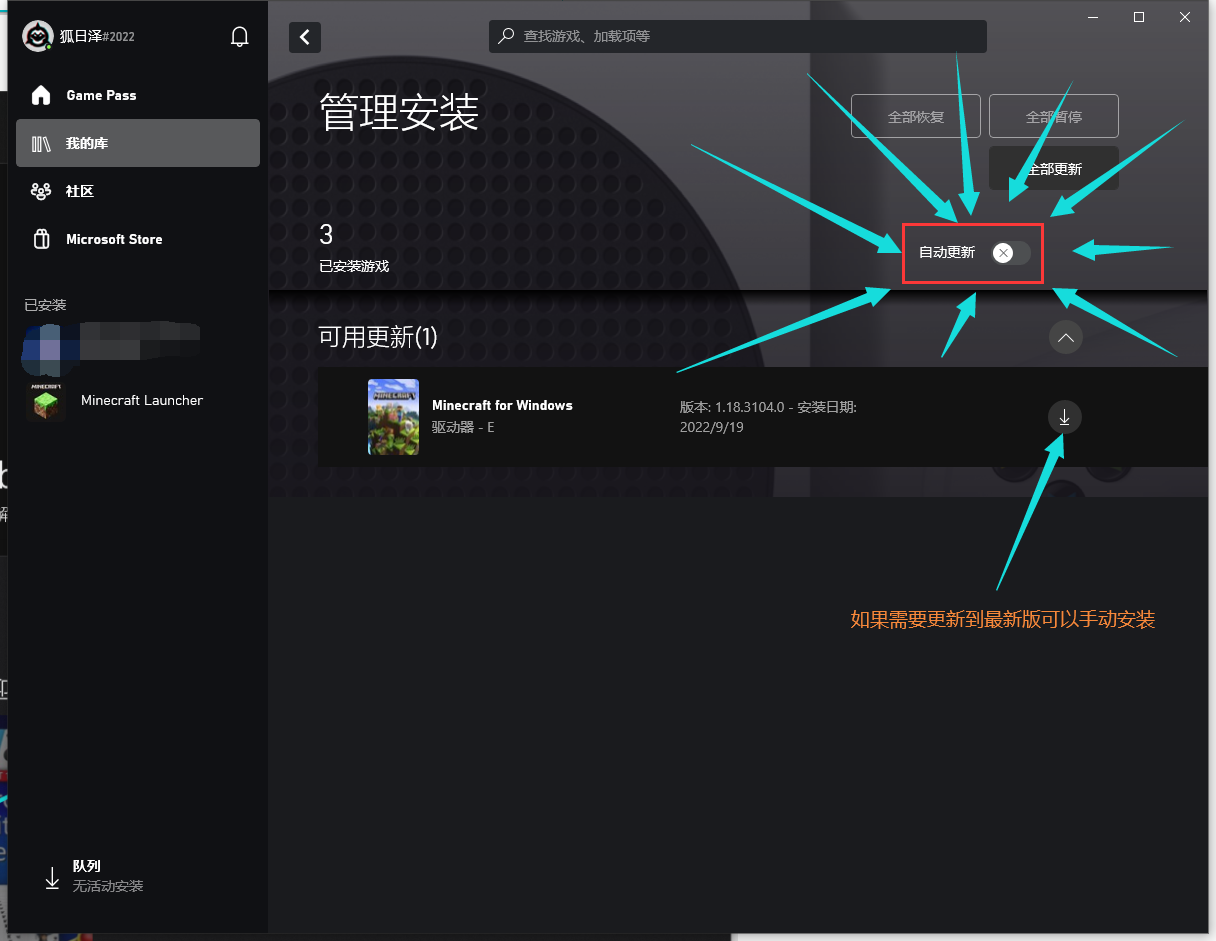 狐日泽#2022
Game Pass
我的库
社区
Microsoft Store
已安装
MINECRAFT
Minecraft Launcher
队列
无活动安装
查找游戏、加载项等
管理安装
全部恢复
全部暂停
全部更新
3
已安装游戏
自动更新
可用更新(1)
MINECRAFT
Minecraft for Windows
驱动器 - E
版本: 1.18.3104.0 - 安装日期:
2022/9/19
如果需要更新到最新版可以手动安装